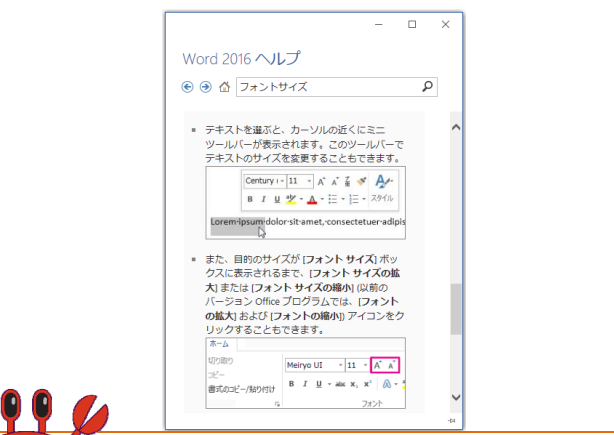 Word 2016 ヘルプ
フォントサイズ
テキストを選ぶと、カーソルの近くにミニ
ツールバーが表示されます。このツールバーで
テキストのサイズを変更することもできます。
Century 11 A A
B I U ab A スタイル
Lorem·ipsum·dolor·sit·amet,·consectetuer·adipis
また、目的のサイズが [フォント サイズ] ボッ
クスに表示されるまで、[フォント サイズの拡
大] または [フォント サイズの縮小] (以前の
バージョン Office プログラムでは、[フォント
の拡大] および [フォントの縮小]) アイコンをク
リックすることもできます。
ホーム
切り取り
コピー
書式のコピー/貼り付け
Meiryo UI 11 A A
B I U abc x₂ x² A
フォント